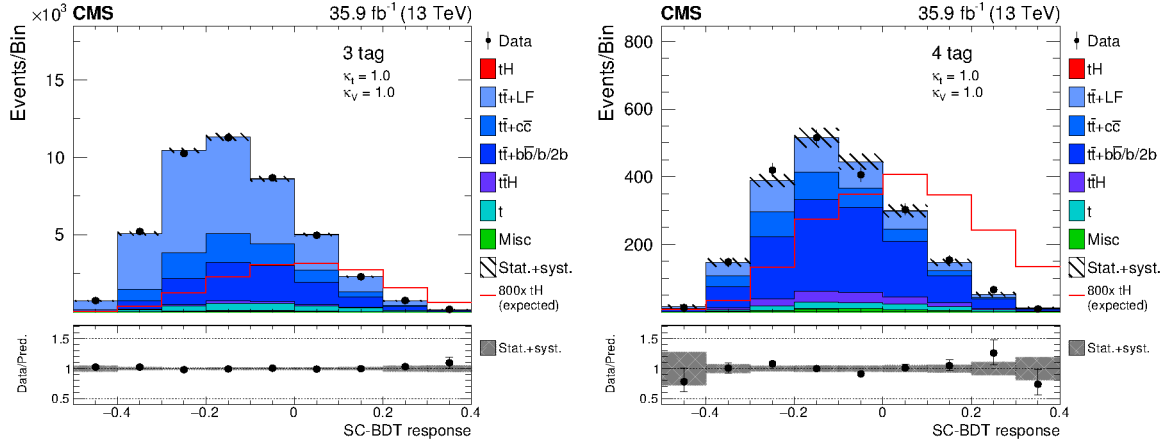 ×10³ CMS 35.9 fb⁻¹ (13 TeV)
Events/Bin
15
10
5
3 tag
κt = 1.0
κV = 1.0
Data
tH
tt̄+LF
tt̄+cc̄
tt̄+bb̄/b/2b
tt̄H
t
Misc
Stat.+syst.
800x tH
(expected)
Data/Pred.
1.5
1
0.5
Stat.+syst.
−0.4 −0.2 0 0.2 0.4
SC-BDT response
CMS 35.9 fb⁻¹ (13 TeV)
Events/Bin
800
600
400
200
4 tag
κt = 1.0
κV = 1.0
Data
tH
tt̄+LF
tt̄+cc̄
tt̄+bb̄/b/2b
tt̄H
t
Misc
Stat.+syst.
800x tH
(expected)
Data/Pred.
1.5
1
0.5
Stat.+syst.
−0.4 −0.2 0 0.2 0.4
SC-BDT response